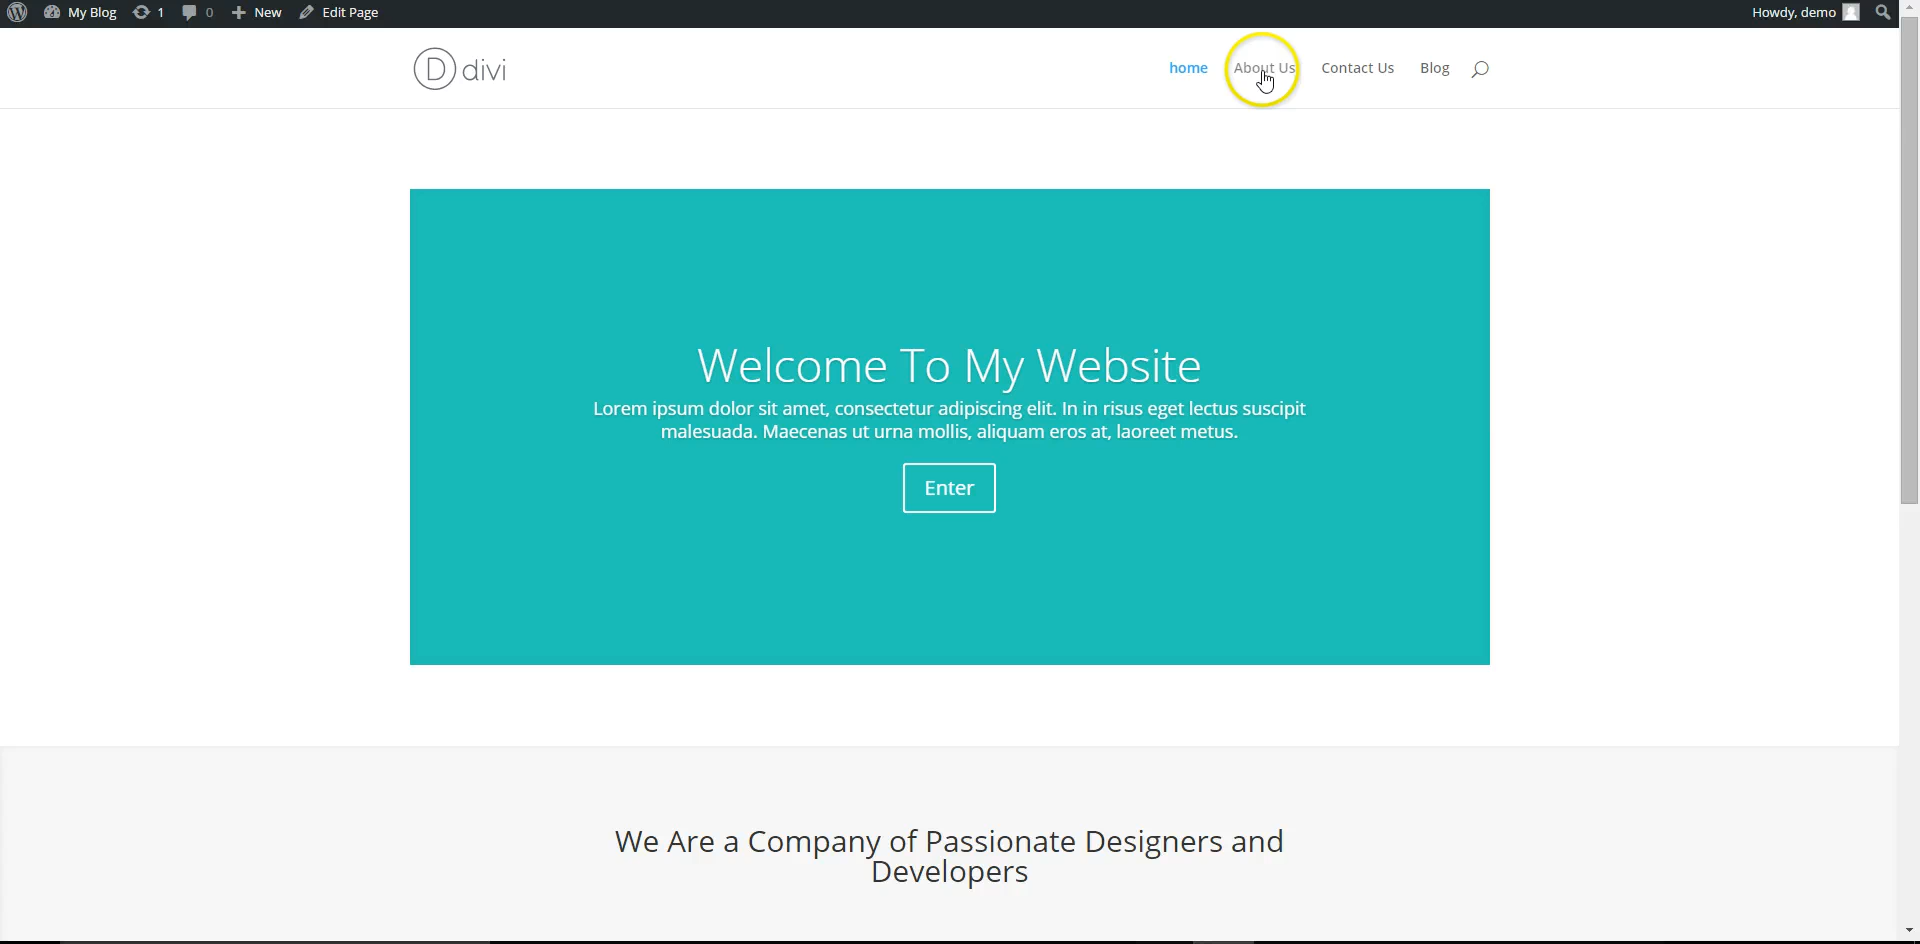 My Blog 1 0 New Edit Page Howdy, demo
D divi home About Us Contact Us Blog
Welcome To My Website
Lorem ipsum dolor sit amet, consectetur adipiscing elit. In in risus eget lectus suscipit
malesuada. Maecenas ut urna mollis, aliquam eros at, laoreet metus.
Enter
We Are a Company of Passionate Designers and
Developers